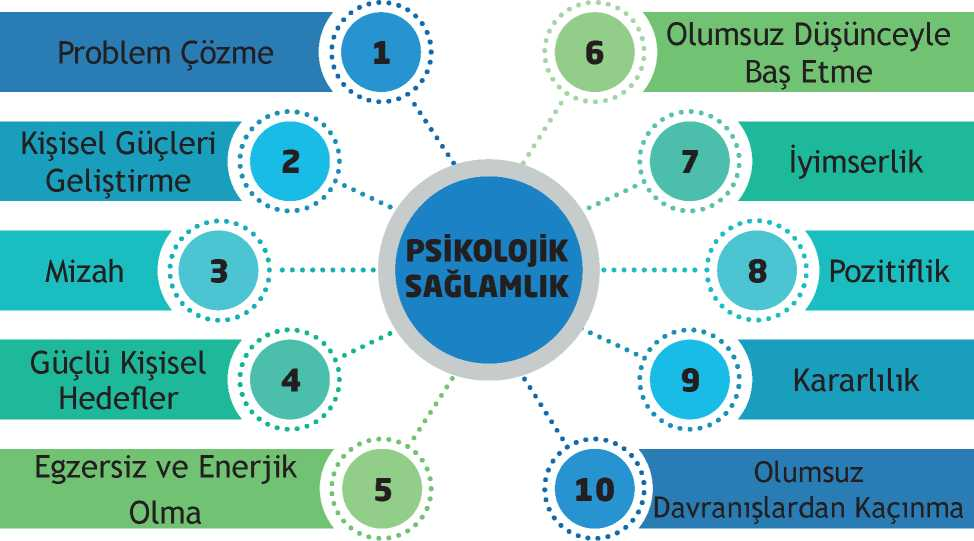 Problem Çözme
1
Kişisel Güçleri
Geliştirme
2
Mizah
3
Güçlü Kişisel
Hedefler
4
Egzersiz ve Enerjik
Olma
5
PSİKOLOJİK
SAĞLAMLIK
6
Olumsuz Düşünceyle
Baş Etme
7
İyimserlik
8
Pozitiflik
9
Kararlılık
10
Olumsuz
Davranışlardan Kaçınma